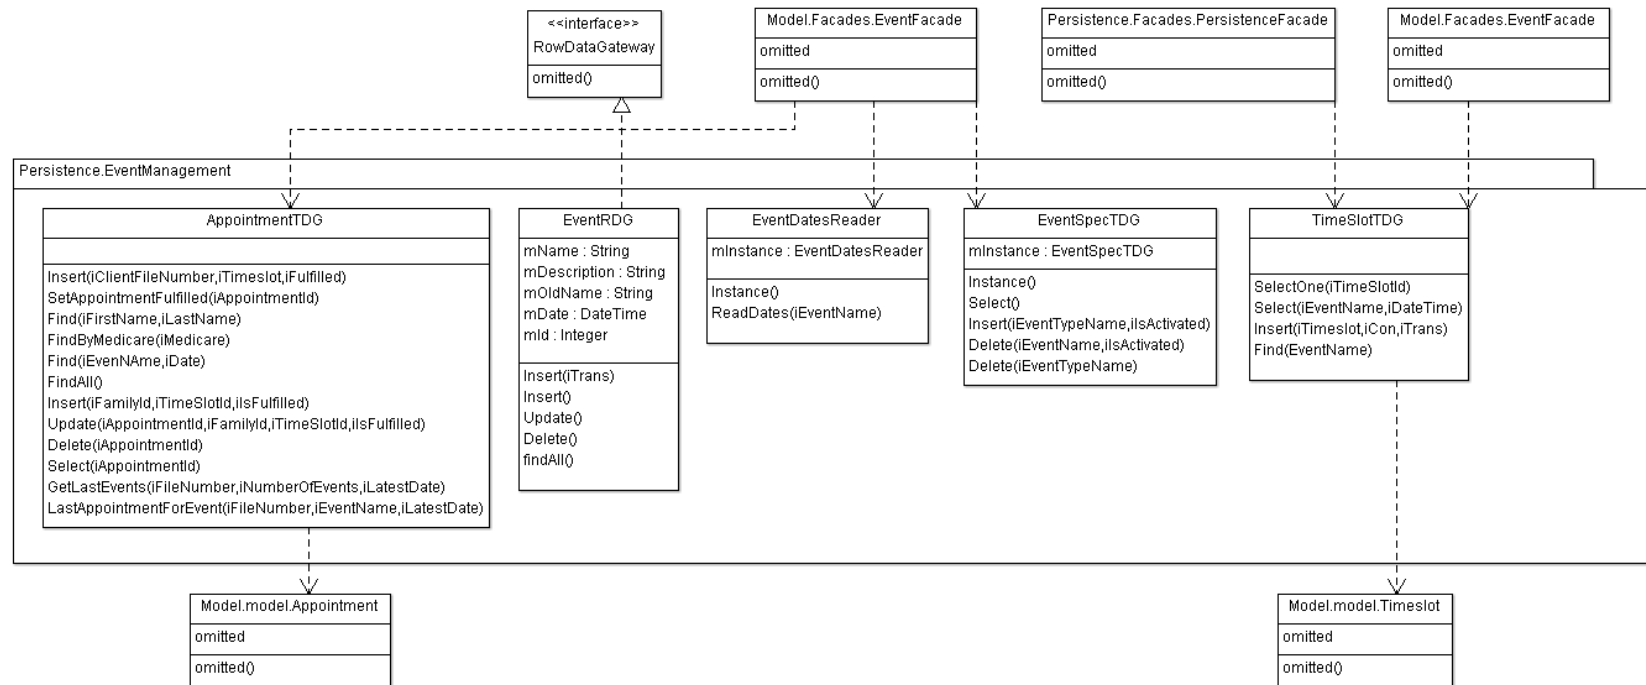 <<interface>>
RowDataGateway
omitted()
Model.Facades.EventFacade
omitted
omitted()
Persistence.Facades.PersistenceFacade
omitted
omitted()
Model.Facades.EventFacade
omitted
omitted()
Persistence.EventManagement
AppointmentTDG
Insert(iClientFileNumber,iTimeslot,iFulfilled)
SetAppointmentFulfilled(iAppointmentId)
Find(iFirstName,iLastName)
FindByMedicare(iMedicare)
Find(iEvenNAme,iDate)
FindAll()
Insert(iFamilyId,iTimeSlotId,iIsFulfilled)
Update(iAppointmentId,iFamilyId,iTimeSlotId,iIsFulfilled)
Delete(iAppointmentId)
Select(iAppointmentId)
GetLastEvents(iFileNumber,iNumberOfEvents,iLatestDate)
LastAppointmentForEvent(iFileNumber,iEventName,iLatestDate)
EventRDG
mName : String
mDescription : String
mOldName : String
mDate : DateTime
mId : Integer
Insert(iTrans)
Insert()
Update()
Delete()
findAll()
EventDatesReader
mInstance : EventDatesReader
Instance()
ReadDates(iEventName)
EventSpecTDG
mInstance : EventSpecTDG
Instance()
Select()
Insert(iEventTypeName,iIsActivated)
Delete(iEventName,iIsActivated)
Delete(iEventTypeName)
TimeSlotTDG
SelectOne(iTimeSlotId)
Select(iEventName,iDateTime)
Insert(iTimeslot,iCon,iTrans)
Find(EventName)
Model.model.Appointment
omitted
omitted()
Model.model.Timeslot
omitted
omitted()